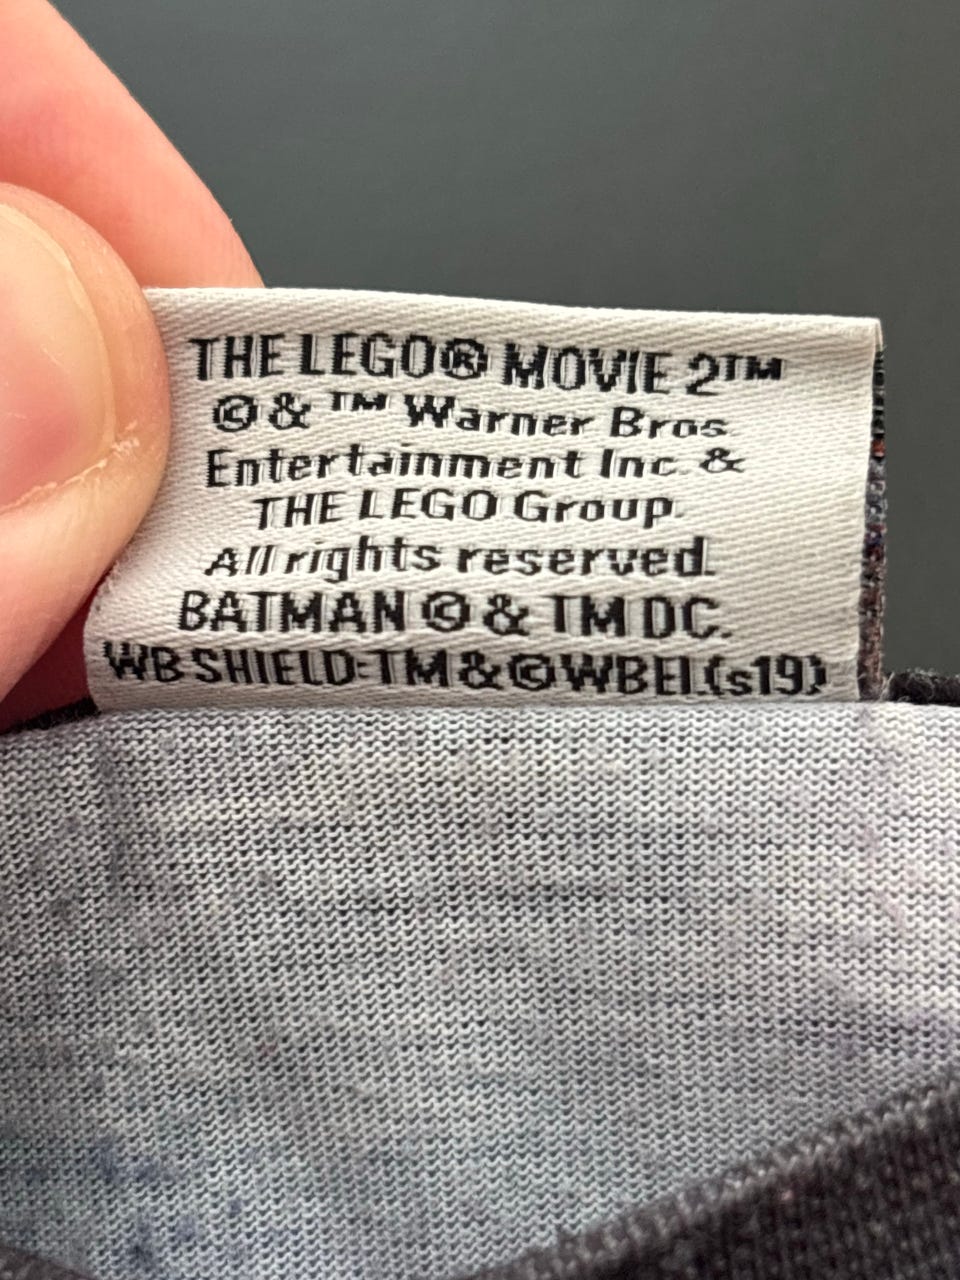 THE LEGO® MOVIE 2™
© & ™ Warner Bros.
Entertainment Inc. &
THE LEGO Group.
All rights reserved.
BATMAN © & TM DC.
WB SHIELD: TM & © WBEI. (s19)